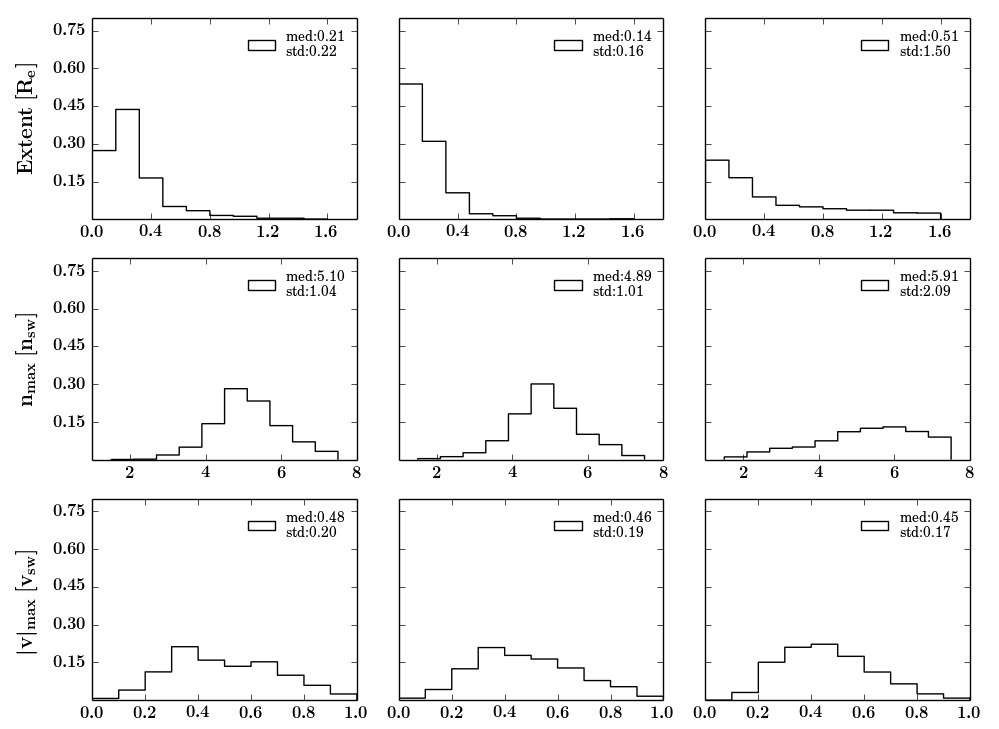 0.75
0.60
0.45
0.30
0.15
Extent [Re]
med:0.21
std:0.22
0.0 0.4 0.8 1.2 1.6
med:0.14
std:0.16
0.0 0.4 0.8 1.2 1.6
med:0.51
std:1.50
0.0 0.4 0.8 1.2 1.6
0.75
0.60
0.45
0.30
0.15
nmax [nsw]
med:5.10
std:1.04
2 4 6 8
med:4.89
std:1.01
2 4 6 8
med:5.91
std:2.09
2 4 6 8
0.75
0.60
0.45
0.30
0.15
|v|max [vsw]
med:0.48
std:0.20
0.0 0.2 0.4 0.6 0.8 1.0
med:0.46
std:0.19
0.0 0.2 0.4 0.6 0.8 1.0
med:0.45
std:0.17
0.0 0.2 0.4 0.6 0.8 1.0